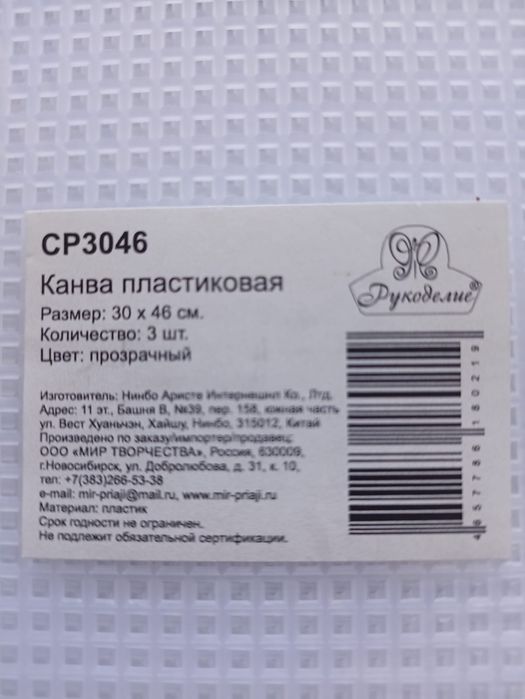 CP3046
Рукоделие®
Канва пластиковая
Размер: 30 x 46 см.
Количество: 3 шт.
Цвет: прозрачный
Изготовитель: Нинбо Аристе Интернешнл Ко., Лтд.
Адрес: 11 эт., Башня В, №39, пер. 158, южная часть
ул. Вест Хуаньчэн, Хайшу, Нинбо, 315012, Китай
Произведено по заказу/импортер/продавец:
ООО «МИР ТВОРЧЕСТВА», Россия, 630009,
г.Новосибирск, ул. Добролюбова, д. 31, к. 10,
тел: +7(383)266-53-38
e-mail: mir-priaji@mail.ru, www.mir-priaji.ru
Материал: пластик
Срок годности не ограничен.
Не подлежит обязательной сертификации.
4 657786 180219